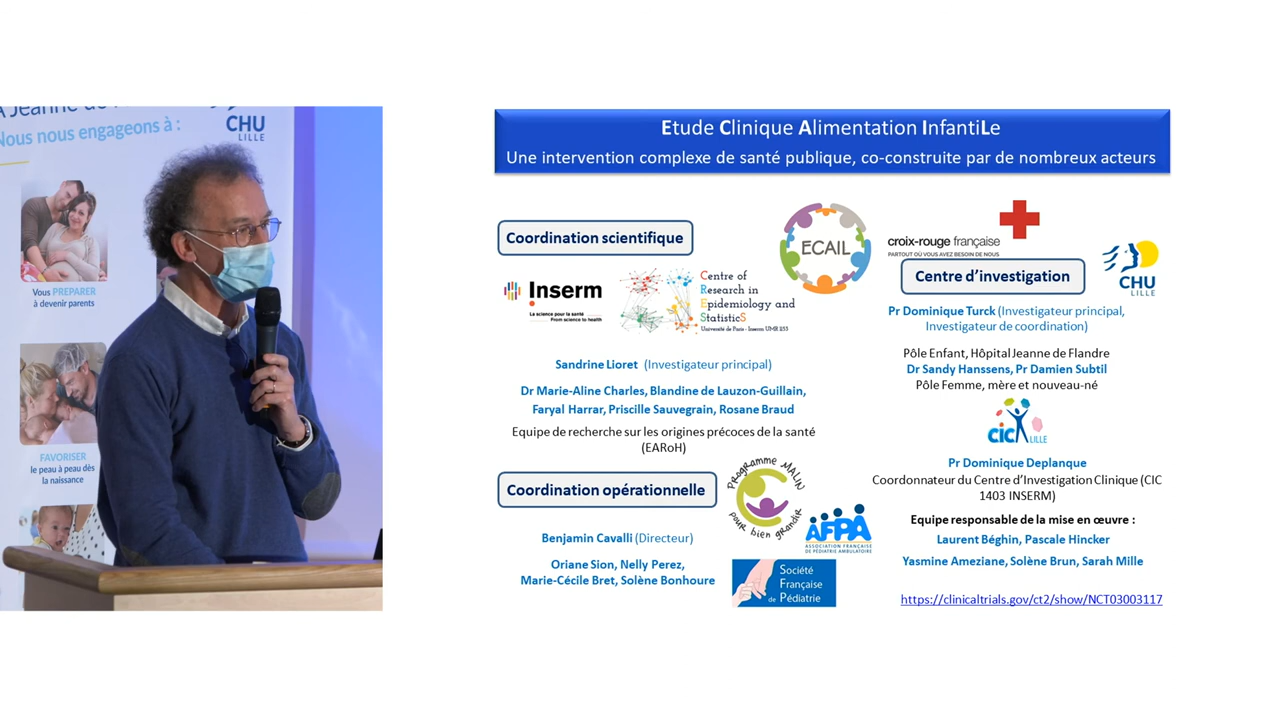 Jeanne de
Nous nous engageons à :
CHU
LILLE
Vous PRÉPARER
à devenir parents
FAVORISER
le peau à peau dès
la naissance
Etude Clinique Alimentation InfantiLe
Une intervention complexe de santé publique, co-construite par de nombreux acteurs
Coordination scientifique
Inserm
La science pour la santé
From science to health
Centre of
Research in
Epidemiology and
StatisticS
Université de Paris - Inserm UMR 1153
ECAIL
Sandrine Lioret (Investigateur principal)
Dr Marie-Aline Charles, Blandine de Lauzon-Guillain,
Faryal Harrar, Priscille Sauvegrain, Rosane Braud
Equipe de recherche sur les origines précoces de la santé
(EARoH)
Coordination opérationnelle
Programme MALIN
pour bien grandir
AFPA
ASSOCIATION FRANÇAISE
DE PÉDIATRIE AMBULATOIRE
Benjamin Cavalli (Directeur)
Oriane Sion, Nelly Perez,
Marie-Cécile Bret, Solène Bonhoure
Société
Française
de Pédiatrie
croix-rouge française
PARTOUT OÙ VOUS AVEZ BESOIN DE NOUS
Centre d’investigation
CHU
LILLE
Pr Dominique Turck (Investigateur principal,
Investigateur de coordination)
Pôle Enfant, Hôpital Jeanne de Flandre
Dr Sandy Hanssens, Pr Damien Subtil
Pôle Femme, mère et nouveau-né
cic LILLE
Pr Dominique Deplanque
Coordonnateur du Centre d’Investigation Clinique (CIC
1403 INSERM)
Equipe responsable de la mise en œuvre :
Laurent Béghin, Pascale Hincker
Yasmine Ameziane, Solène Brun, Sarah Mille
https://clinicaltrials.gov/ct2/show/NCT03003117